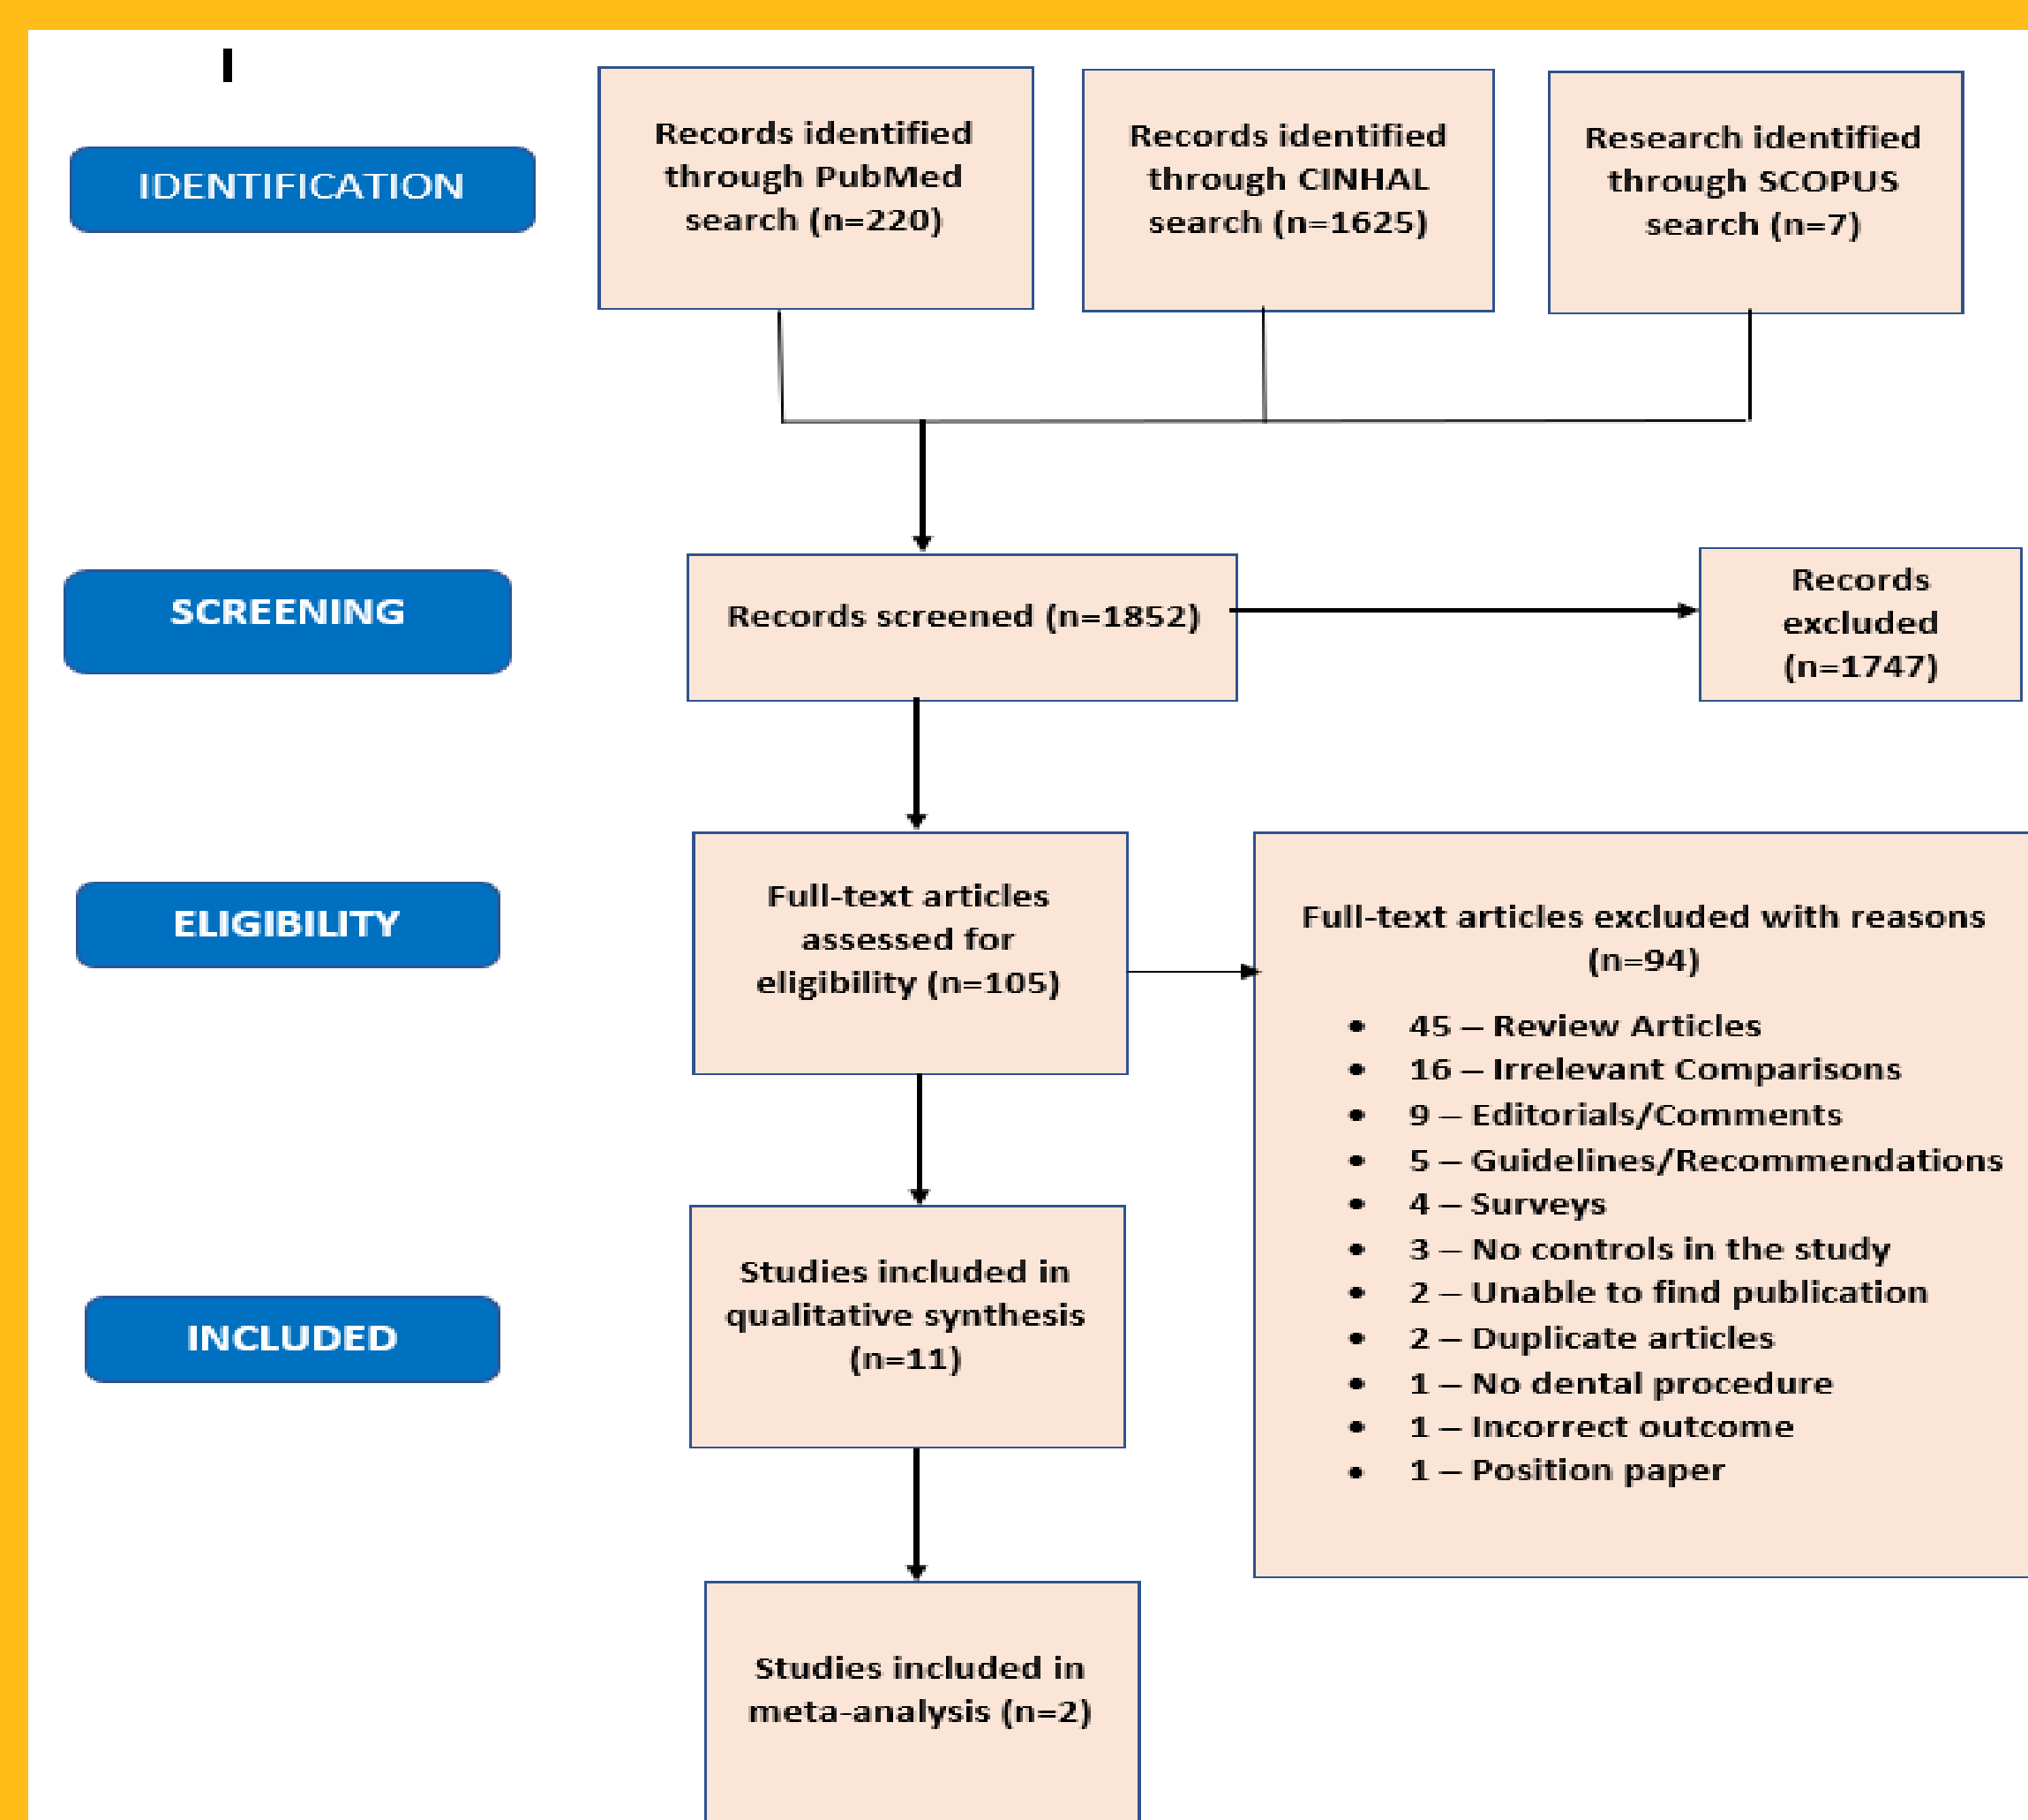 I
IDENTIFICATION
Records identified
through PubMed
search (n=220)
Records identified
through CINHAL
search (n=1625)
Research identified
through SCOPUS
search (n=7)
SCREENING
Records screened (n=1852)
Records
excluded
(n=1747)
ELIGIBILITY
Full-text articles
assessed for
eligibility (n=105)
Full-text articles excluded with reasons
(n=94)
• 45 – Review Articles
• 16 – Irrelevant Comparisons
• 9 – Editorials/Comments
• 5 – Guidelines/Recommendations
• 4 – Surveys
• 3 – No controls in the study
• 2 – Unable to find publication
• 2 – Duplicate articles
• 1 – No dental procedure
• 1 – Incorrect outcome
• 1 – Position paper
INCLUDED
Studies included in
qualitative synthesis
(n=11)
Studies included in
meta-analysis (n=2)